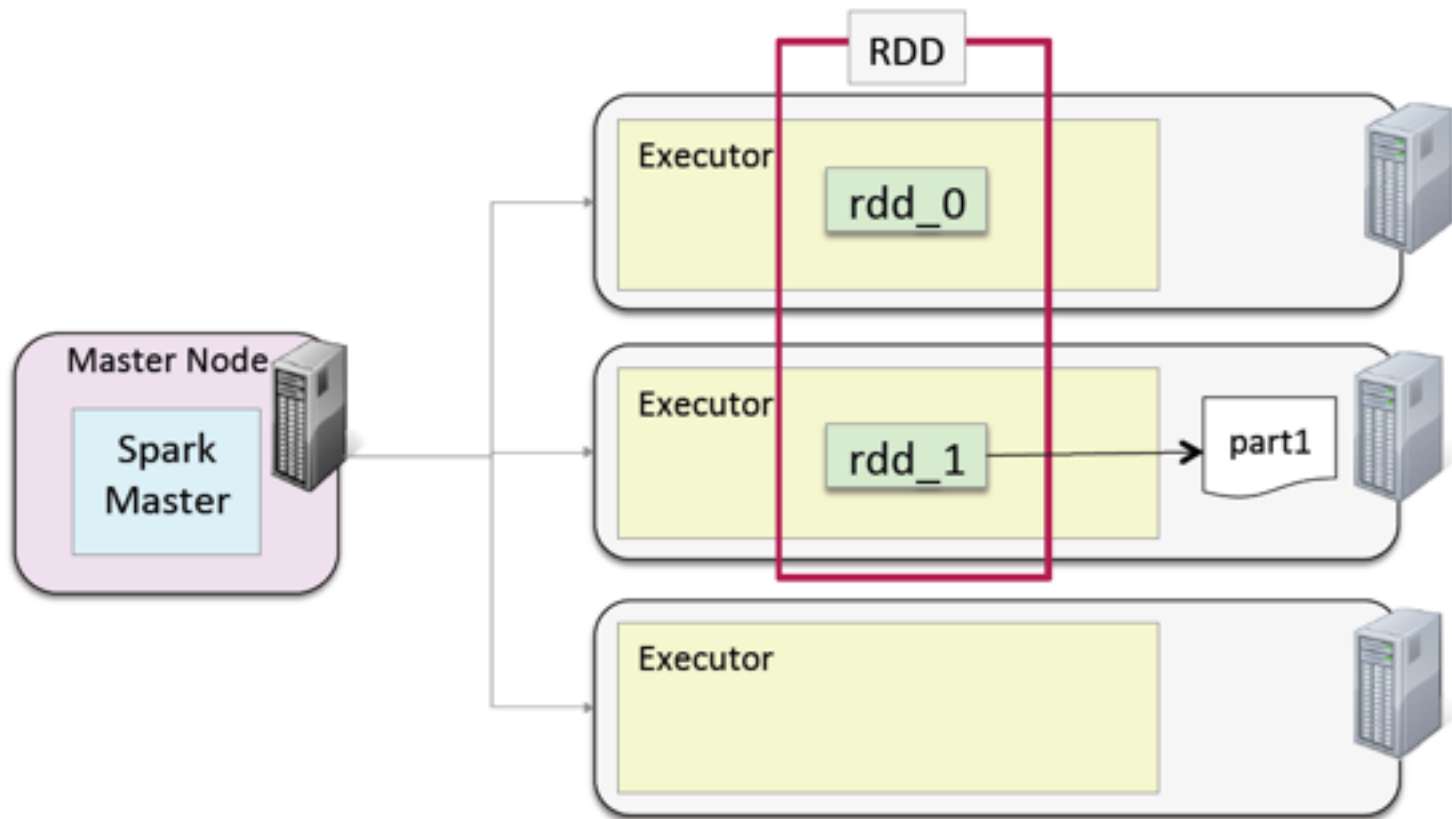 RDD
Executor
rdd_0
Master Node
Spark
Master
Executor
rdd_1
part1
Executor